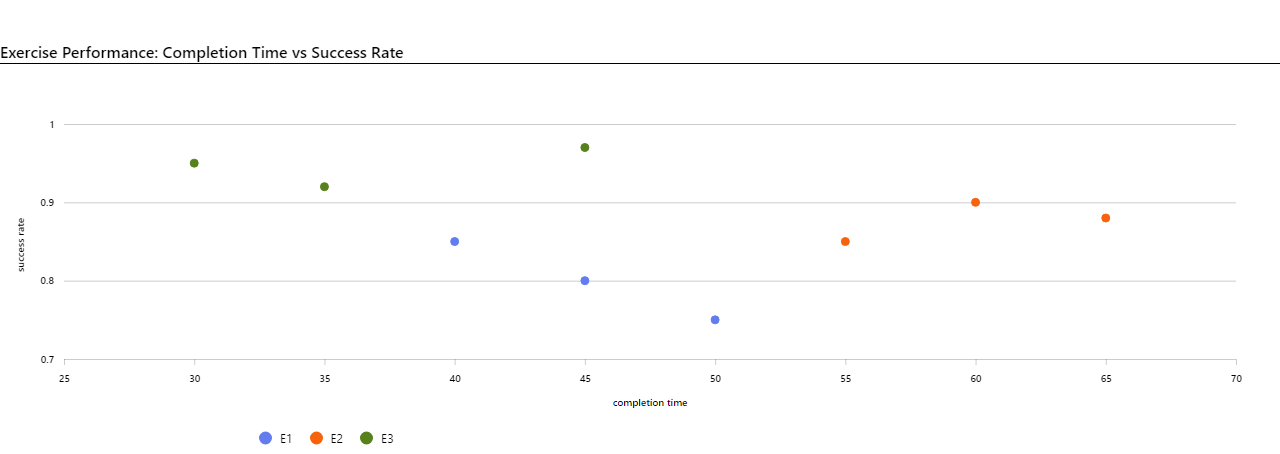 Exercise Performance: Completion Time vs Success Rate
1
0.9
0.8
0.7
success rate
25 30 35 40 45 50 55 60 65 70
completion time
E1 E2 E3